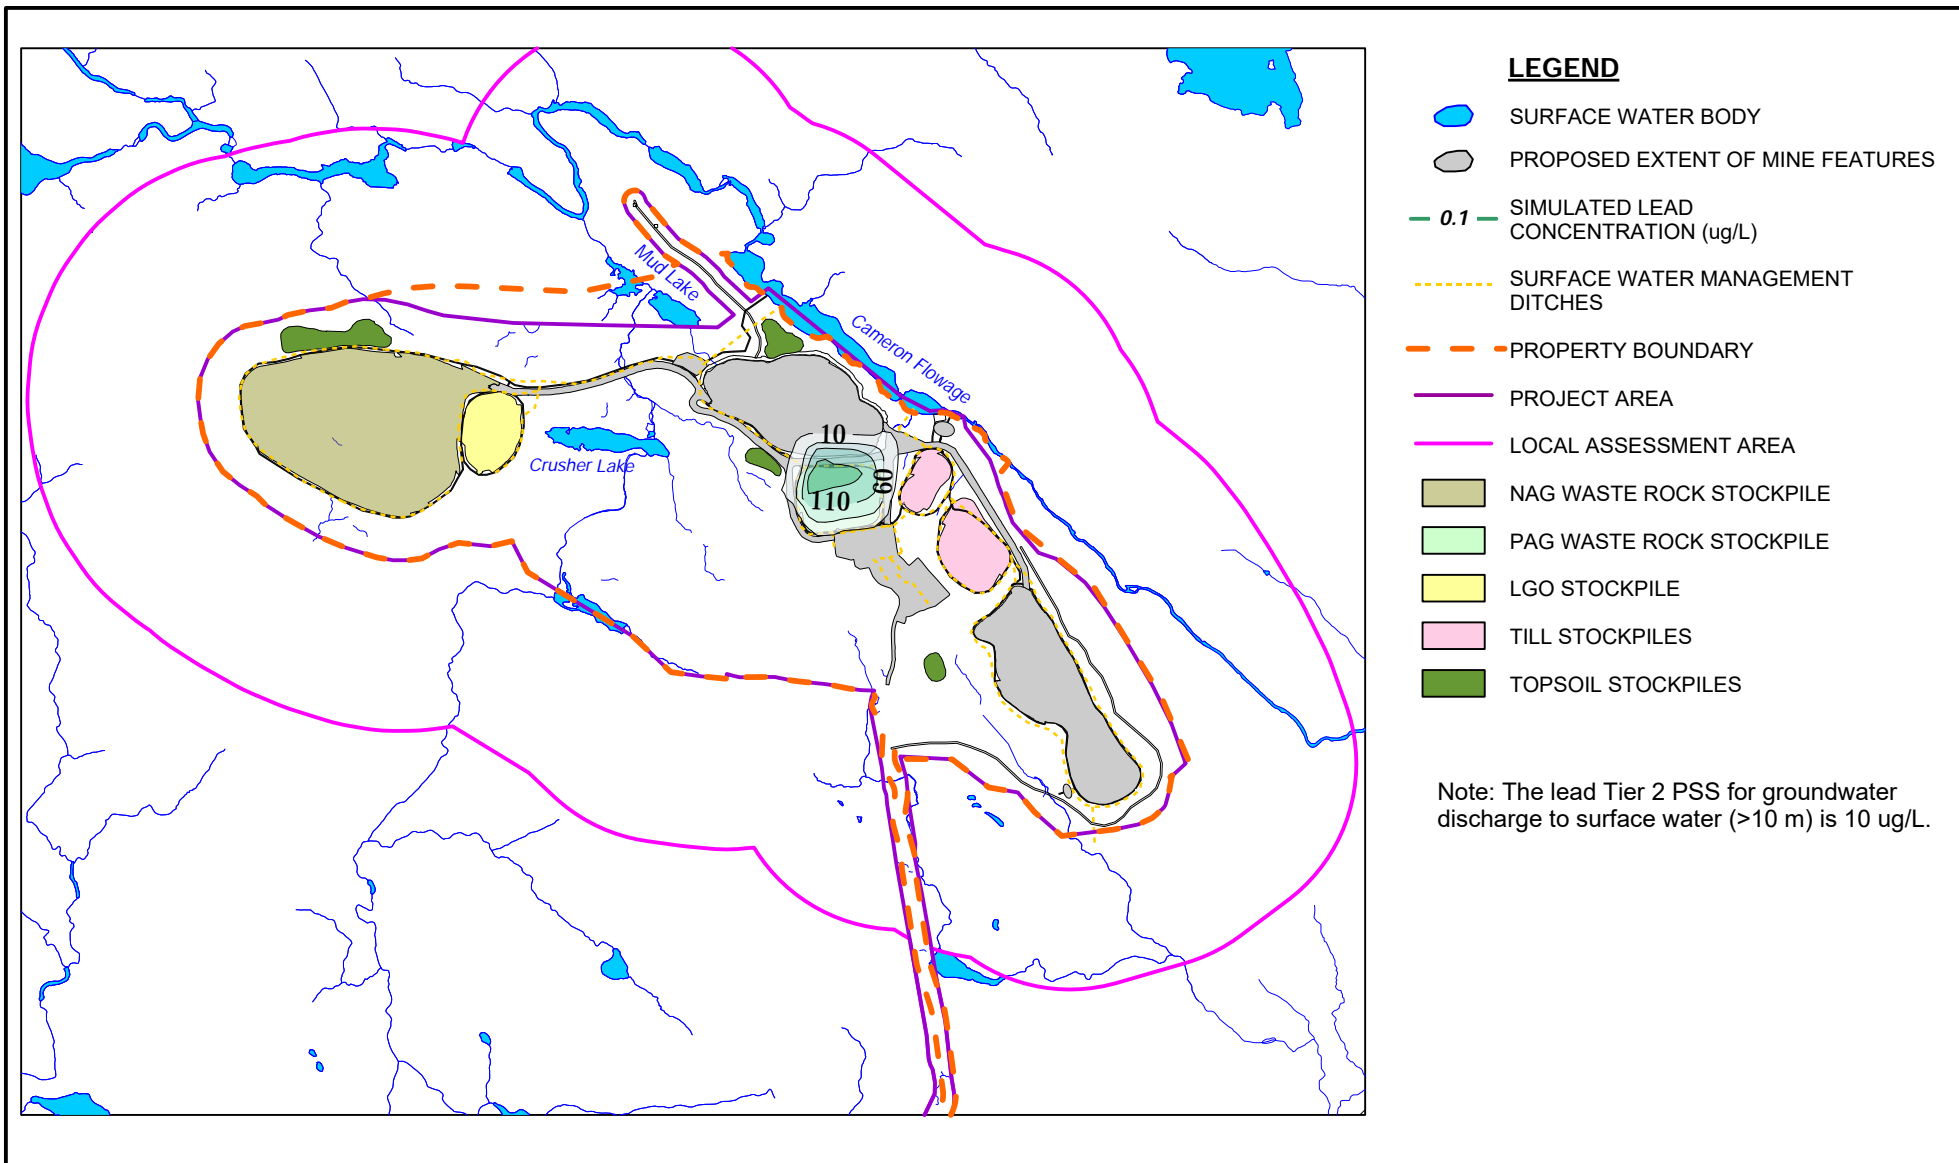 Mud Lake
Cameron Flowage
Crusher Lake
10
60
110
LEGEND
SURFACE WATER BODY
PROPOSED EXTENT OF MINE FEATURES
0.1
SIMULATED LEAD
CONCENTRATION (ug/L)
SURFACE WATER MANAGEMENT
DITCHES
PROPERTY BOUNDARY
PROJECT AREA
LOCAL ASSESSMENT AREA
NAG WASTE ROCK STOCKPILE
PAG WASTE ROCK STOCKPILE
LGO STOCKPILE
TILL STOCKPILES
TOPSOIL STOCKPILES
Note: The lead Tier 2 PSS for groundwater
discharge to surface water (>10 m) is 10 ug/L.